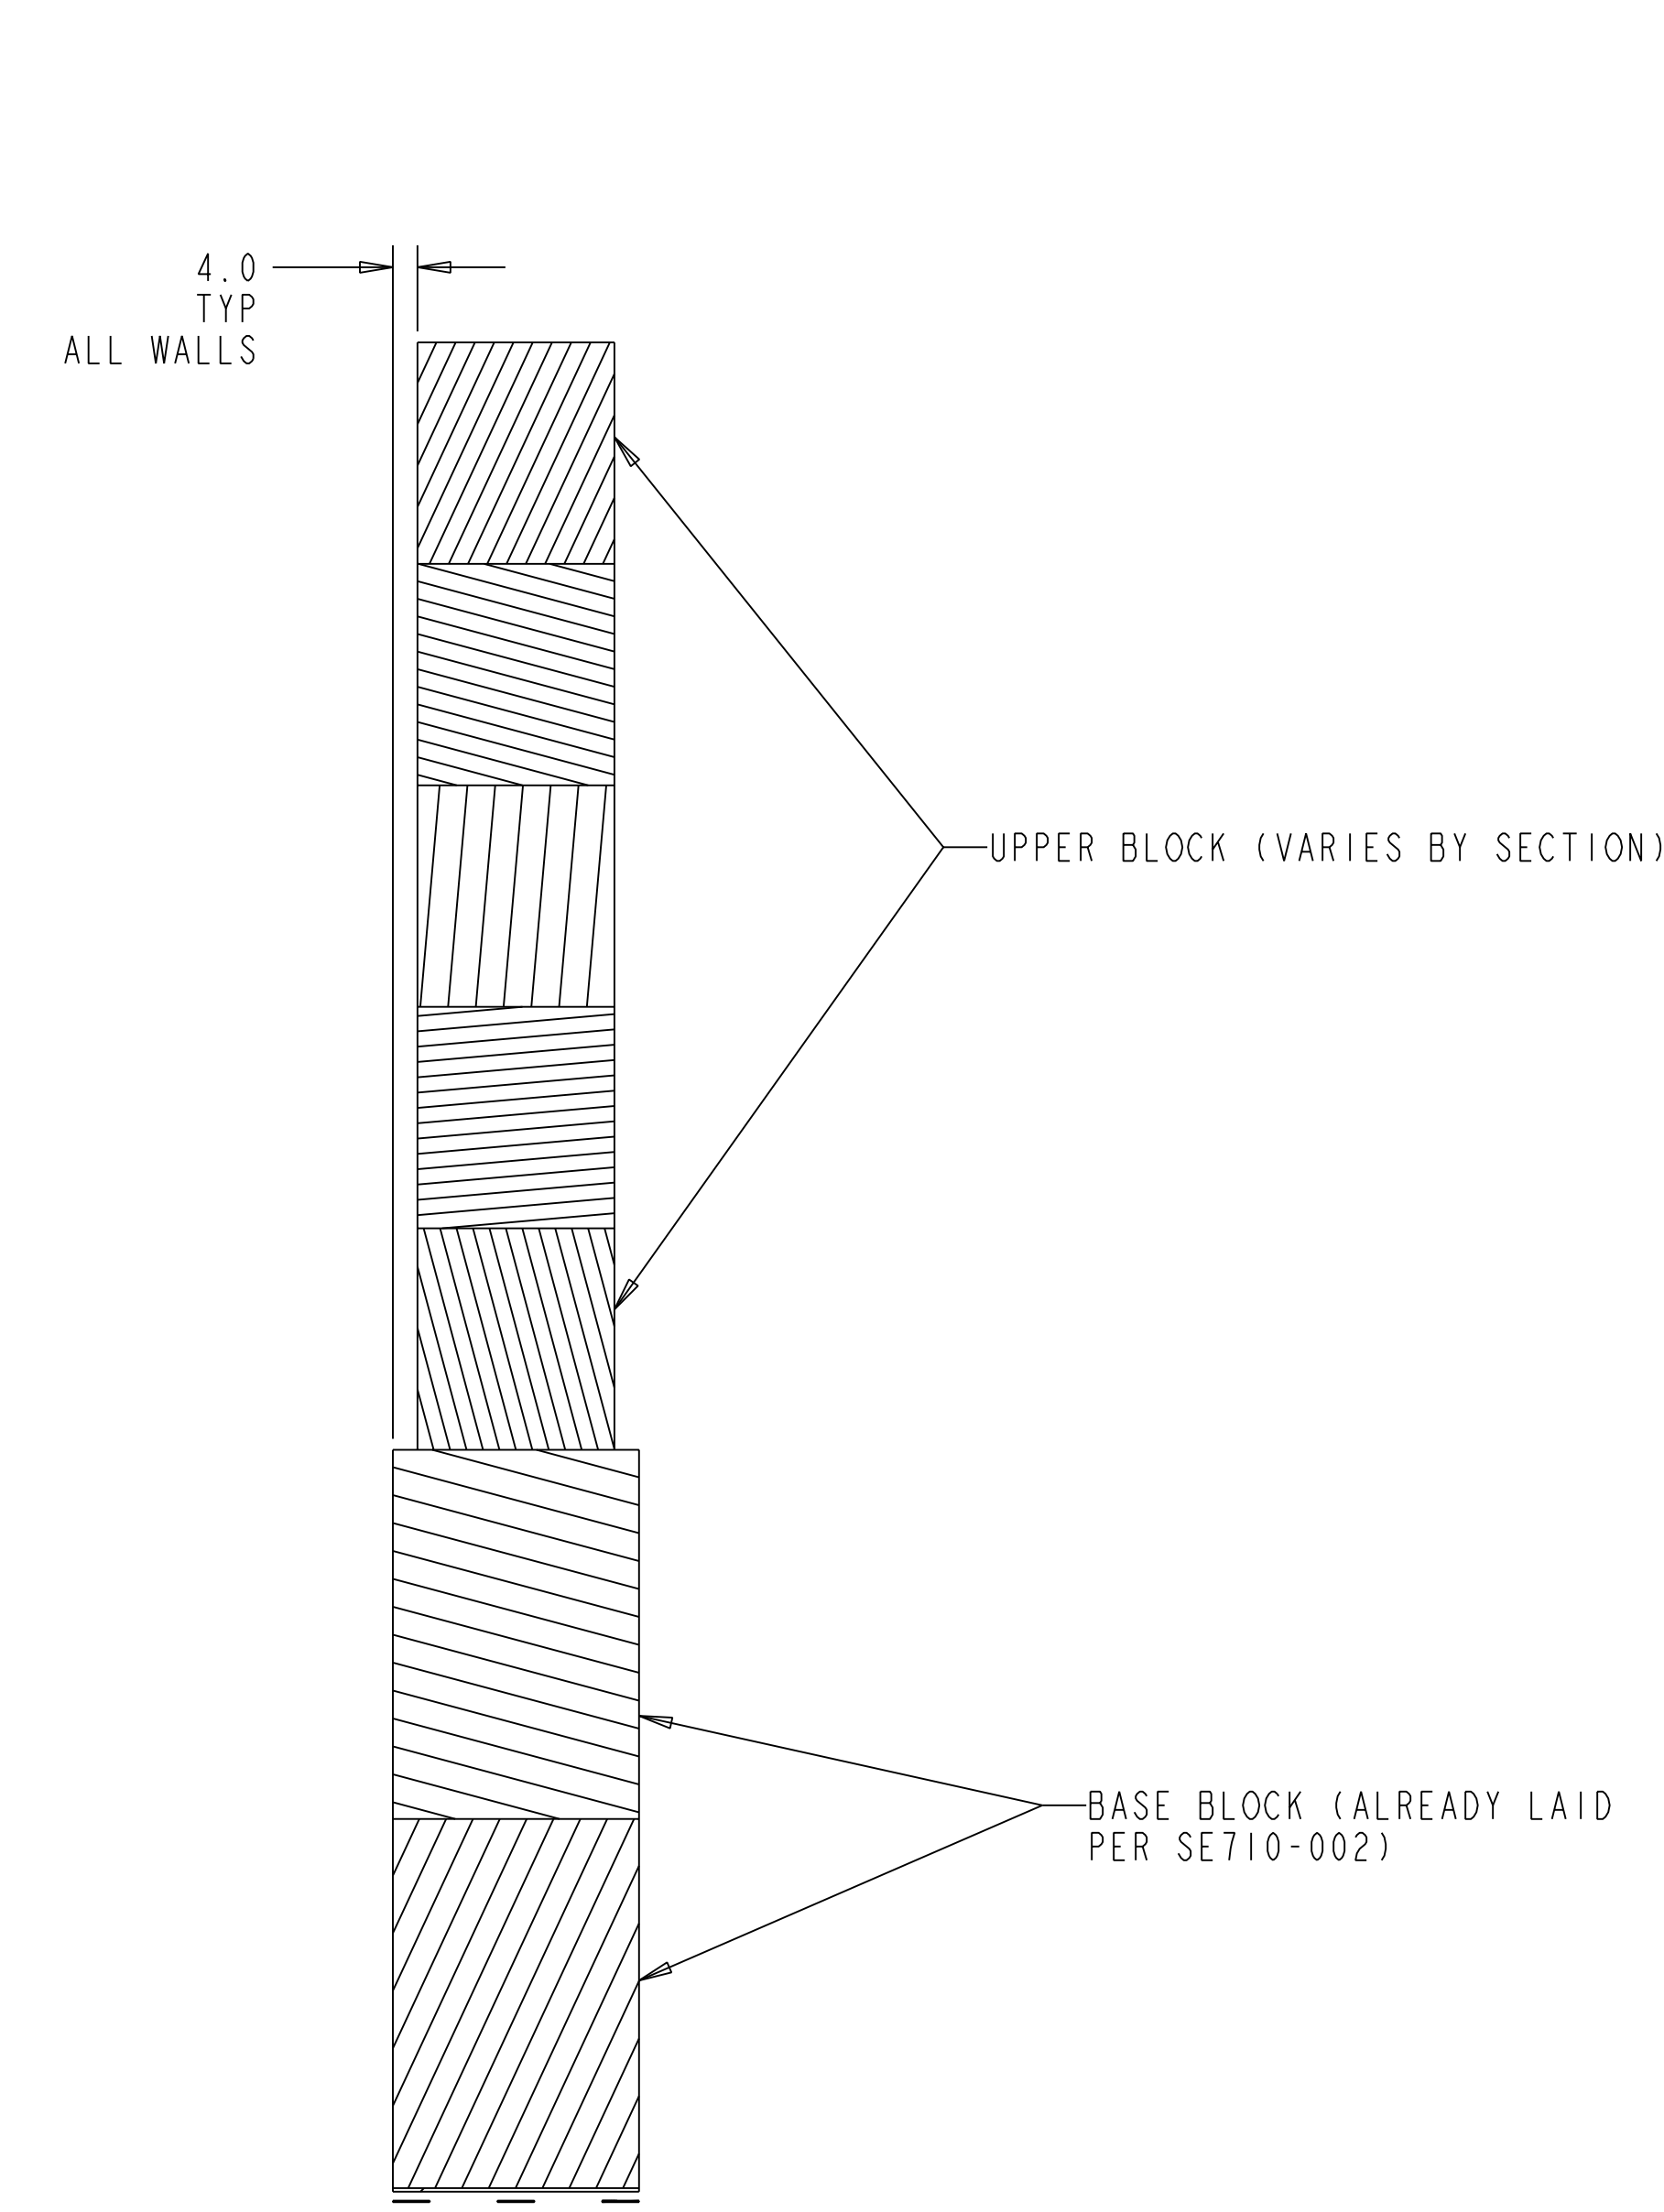 4.0
TYP
ALL WALLS
UPPER BLOCK (VARIES BY SECTION)
BASE BLOCK (ALREADY LAID
PER SE710-002)